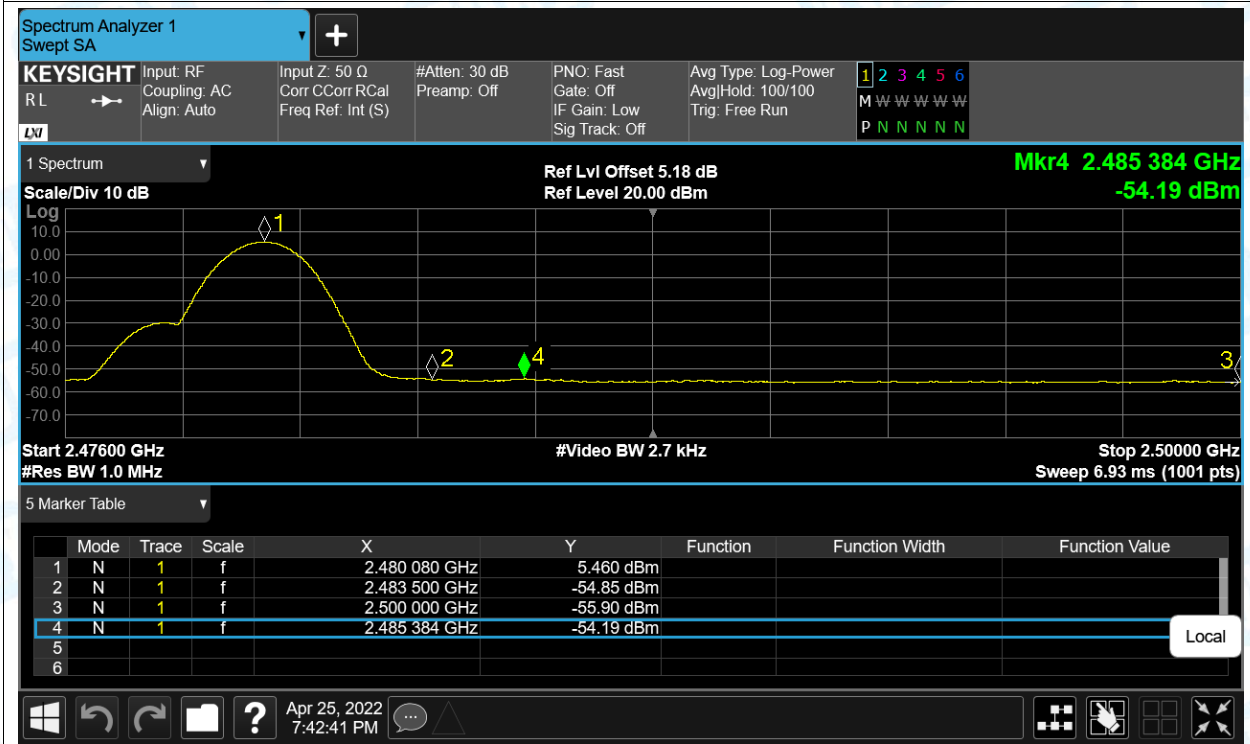 Spectrum Analyzer 1
Swept SA
+
KEYSIGHT
R L
LXI
Input: RF
Coupling: AC
Align: Auto
Input Z: 50 Ω
Corr CCorr RCal
Freq Ref: Int (S)
#Atten: 30 dB
Preamp: Off
PNO: Fast
Gate: Off
IF Gain: Low
Sig Track: Off
Avg Type: Log-Power
Avg|Hold: 100/100
Trig: Free Run
1 2 3 4 5 6
M W W W W W
P N N N N N
1 Spectrum
Scale/Div 10 dB
Ref Lvl Offset 5.18 dB
Ref Level 20.00 dBm
Mkr4 2.485 384 GHz
-54.19 dBm
Log
10.0
0.00
-10.0
-20.0
-30.0
-40.0
-50.0
-60.0
-70.0
1
2
4
3
Start 2.47600 GHz
#Res BW 1.0 MHz
#Video BW 2.7 kHz
Stop 2.50000 GHz
Sweep 6.93 ms (1001 pts)
5 Marker Table
Mode Trace Scale X Y Function Function Width Function Value
1 N 1 f 2.480 080 GHz 5.460 dBm
2 N 1 f 2.483 500 GHz -54.85 dBm
3 N 1 f 2.500 000 GHz -55.90 dBm
4 N 1 f 2.485 384 GHz -54.19 dBm
5
6
Local
?
Apr 25, 2022
7:42:41 PM